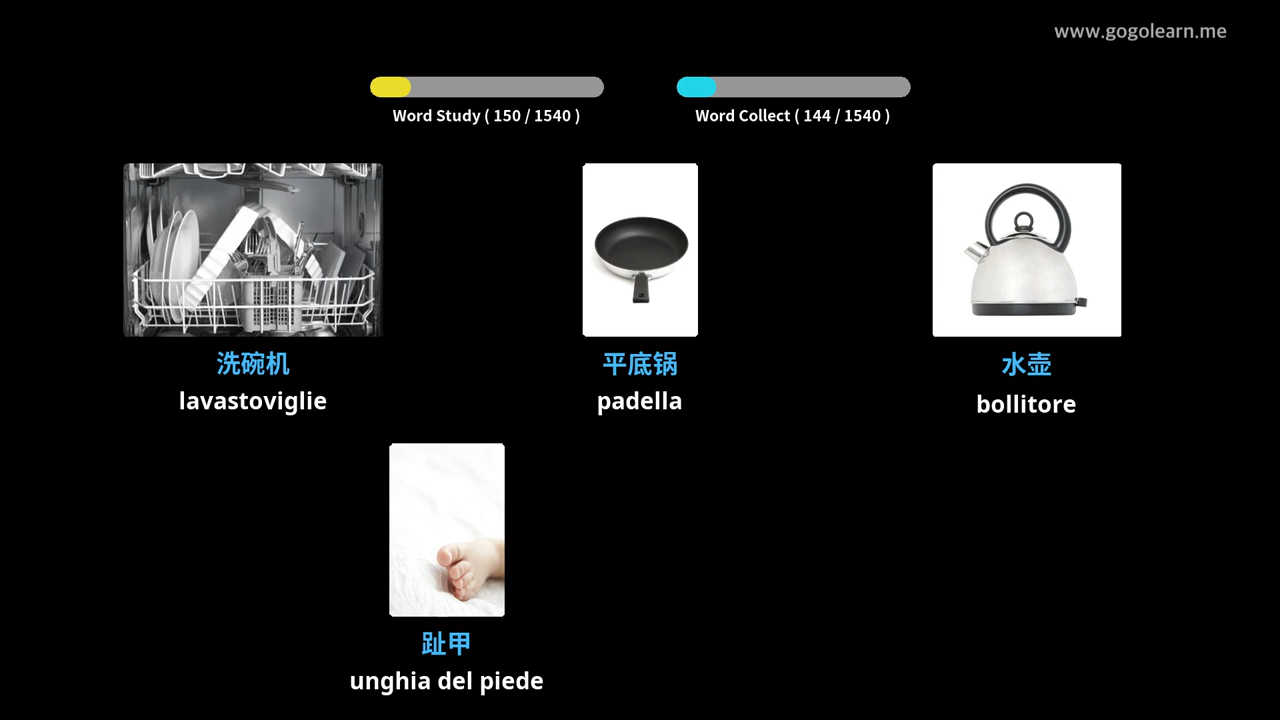 www.gogolearn.me
Word Study ( 150 / 1540 )
Word Collect ( 144 / 1540 )
洗碗机
平底锅
水壶
lavastoviglie
padella
bollitore
趾甲
unghia del piede